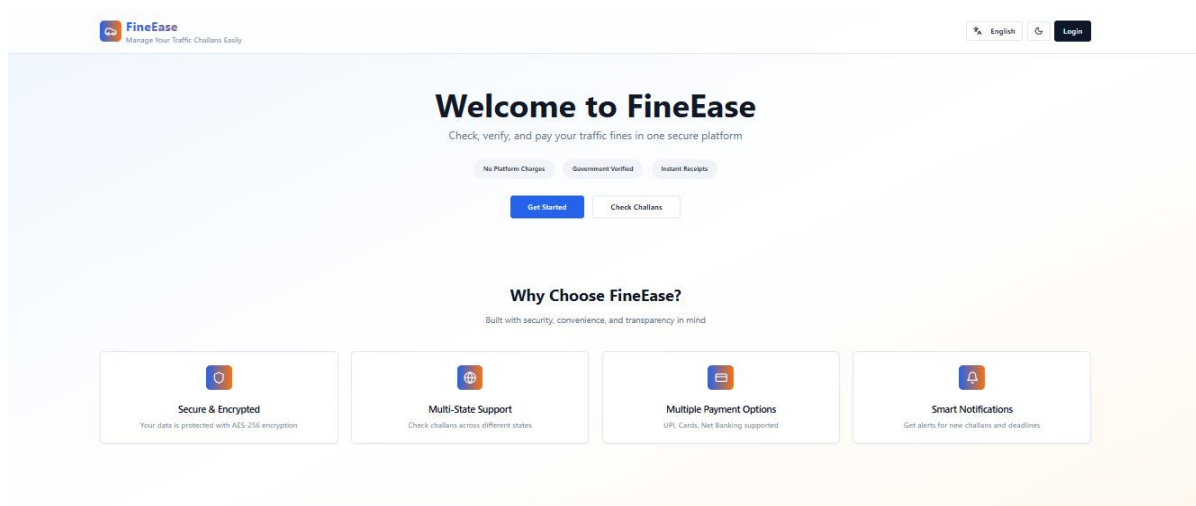 FineEase
Manage Your Traffic Challans Easily
English
Login
Welcome to FineEase
Check, verify, and pay your traffic fines in one secure platform
No Platform Charges
Government Verified
Instant Receipts
Get Started
Check Challans
Why Choose FineEase?
Built with security, convenience, and transparency in mind
Secure & Encrypted
Your data is protected with AES-256 encryption
Multi-State Support
Check challans across different states
Multiple Payment Options
UPI, Cards, Net Banking supported
Smart Notifications
Get alerts for new challans and deadlines